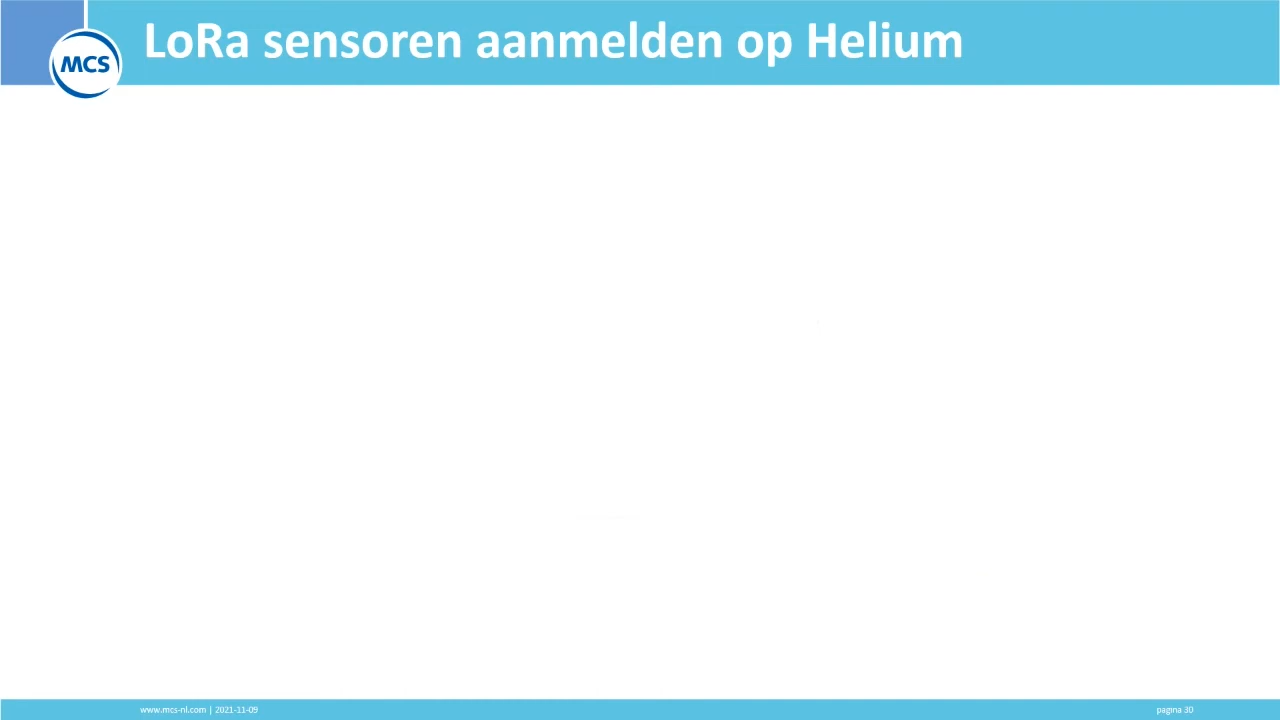 LoRa sensoren aanmelden op Helium
MCS
www.mcs-nl.com | 2021-11-09
pagina 30